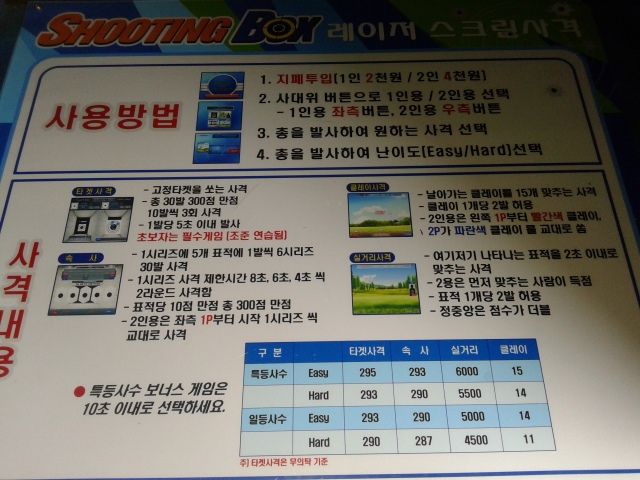 SHOOTING BOX 레이저 스크린사격
사용방법
1. 지폐투입(1인 2천원 / 2인 4천원)
2. 사대위 버튼으로 1인용 / 2인용 선택
- 1인용 좌측버튼, 2인용 우측버튼
3. 총을 발사하여 원하는 사격 선택
4. 총을 발사하여 난이도(Easy/Hard)선택
사격내용
타겟사격
- 고정타겟을 쏘는 사격
- 총 30발 300점 만점
10발씩 3회 사격
- 1발당 5초 이내 발사
초보자는 필수게임 (조준 연습됨)
속 사
- 1시리즈에 5개 표적에 1발씩 6시리즈
30발 사격
- 1시리즈 사격 제한시간 8초, 6초, 4초 씩
2라운드 사격함
- 표적당 10점 만점 총 300점 만점
- 2인용은 좌측 1P부터 시작 1시리즈 씩
교대로 사격
클레이사격
- 날아가는 클레이를 15개 맞추는 사격
- 클레이 1개당 2발 허용
- 2인용은 왼쪽 1P부터 빨간색 클레이,
2P가 파란색 클레이 를 교대로 쏨
실거리사격
- 여기저기 나타나는 표적을 2초 이내로
맞추는 사격
- 2용은 먼저 맞추는 사람이 득점
- 표적 1개당 2발 허용
- 정중앙은 점수가 더블
● 특등사수 보너스 게임은
10초 이내로 선택하세요.
구 분 타겟사격 속 사 실거리 클레이
특등사수 Easy 295 293 6000 15
Hard 293 290 5500 14
일등사수 Easy 293 290 5000 14
Hard 290 287 4500 11
주) 타겟사격은 무의탁 기준